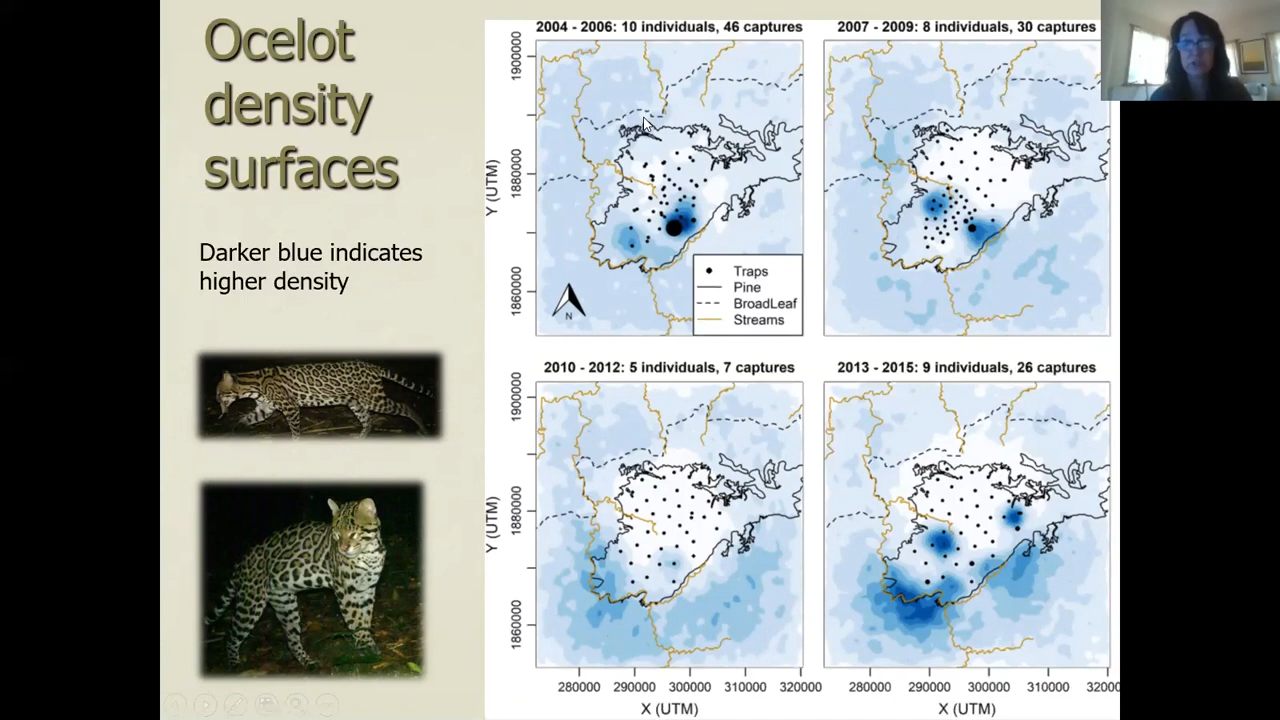 Ocelot
density
surfaces
Darker blue indicates
higher density
2004 - 2006: 10 individuals, 46 captures
2007 - 2009: 8 individuals, 30 captures
Y (UTM)
1900000
1880000
1860000
N
Traps
Pine
BroadLeaf
Streams
2010 - 2012: 5 individuals, 7 captures
2013 - 2015: 9 individuals, 26 captures
Y (UTM)
1900000
1880000
1860000
280000 290000 300000 310000 320000
280000 290000 300000 310000 32000
X (UTM)
X (UTM)